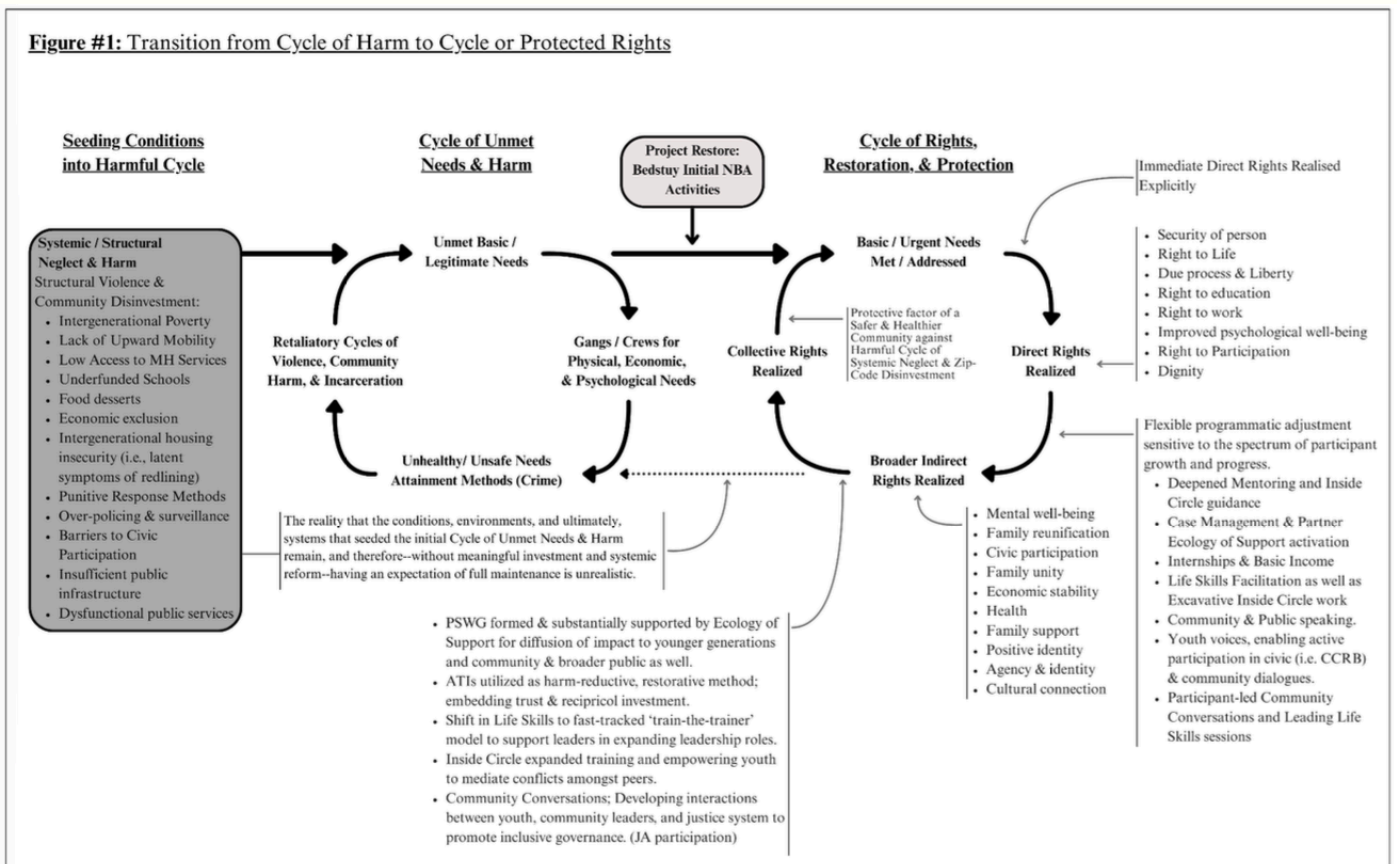 Figure #1: Transition from Cycle of Harm to Cycle or Protected Rights
Seeding Conditions
into Harmful Cycle
Cycle of Unmet
Needs & Harm
Project Restore:
Bedstuy Initial NBA
Activities
Cycle of Rights,
Restoration, & Protection
Immediate Direct Rights Realised
Explicitly
Systemic / Structural
Neglect & Harm
Structural Violence &
Community Disinvestment:
• Intergenerational Poverty
• Lack of Upward Mobility
• Low Access to MH Services
• Underfunded Schools
• Food desserts
• Economic exclusion
• Intergenerational housing
insecurity (i.e., latent
symptoms of redlining)
• Punitive Response Methods
• Over-policing & surveillance
• Barriers to Civic
Participation
• Insufficient public
infrastructure
• Dysfunctional public services
Unmet Basic /
Legitimate Needs
Retaliatory Cycles of
Violence, Community
Harm, & Incarceration
Gangs / Crews for
Physical, Economic,
& Psychological Needs
Unhealthy/ Unsafe Needs
Attainment Methods (Crime)
Basic / Urgent Needs
Met / Addressed
Collective Rights
Realized
Protective factor of a
Safer & Healthier
Community against
Harmful Cycle of
Systemic Neglect & Zip-
Code Disinvestment
Direct Rights
Realized
Broader Indirect
Rights Realized
• Security of person
• Right to Life
• Due process & Liberty
• Right to education
• Right to work
• Improved psychological well-being
• Right to Participation
• Dignity
The reality that the conditions, environments, and ultimately,
systems that seeded the initial Cycle of Unmet Needs & Harm
remain, and therefore--without meaningful investment and systemic
reform--having an expectation of full maintenance is unrealistic.
• PSWG formed & substantially supported by Ecology of
Support for diffusion of impact to younger generations
and community & broader public as well.
• ATIs utilized as harm-reductive, restorative method;
embedding trust & recipricol investment.
• Shift in Life Skills to fast-tracked ‘train-the-trainer’
model to support leaders in expanding leadership roles.
• Inside Circle expanded training and empowering youth
to mediate conflicts amongst peers.
• Community Conversations; Developing interactions
between youth, community leaders, and justice system to
promote inclusive governance. (JA participation)
• Mental well-being
• Family reunification
• Civic participation
• Family unity
• Economic stability
• Health
• Family support
• Positive identity
• Agency & identity
• Cultural connection
Flexible programmatic adjustment
sensitive to the spectrum of participant
growth and progress.
• Deepened Mentoring and Inside
Circle guidance
• Case Management & Partner
Ecology of Support activation
• Internships & Basic Income
• Life Skills Facilitation as well as
Excavative Inside Circle work
• Community & Public speaking.
• Youth voices, enabling active
participation in civic (i.e. CCRB)
& community dialogues.
• Participant-led Community
Conversations and Leading Life
Skills sessions